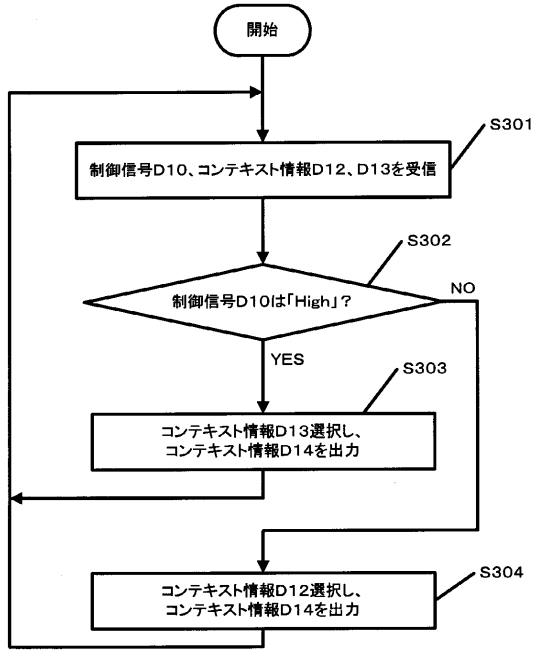 開始
S301
制御信号D10、コンテキスト情報D12、D13を受信
S302
制御信号D10は「High」?
NO
YES
S303
コンテキスト情報D13選択し、
コンテキスト情報D14を出力
S304
コンテキスト情報D12選択し、
コンテキスト情報D14を出力